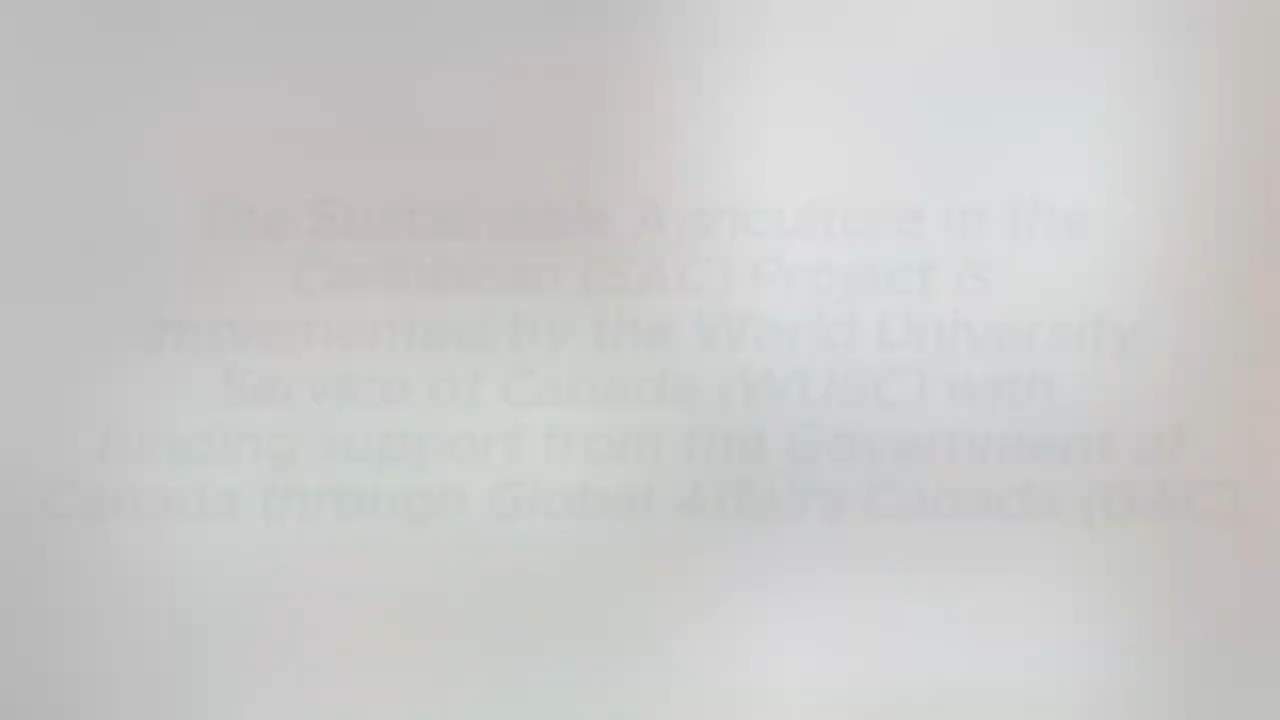 The Sustainable Agriculture in the
Caribbean (SAC) Project is
implemented by the World University
Service of Canada (WUSC) with
funding support from the Government of
Canada through Global Affairs Canada (GAC)